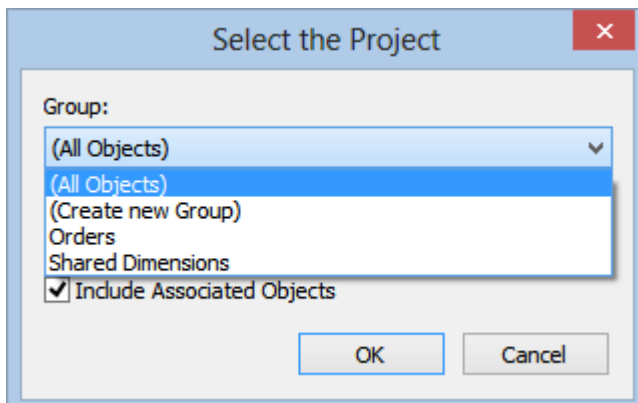 Select the Project
Group:
(All Objects)
(All Objects)
(Create new Group)
Orders
Shared Dimensions
Include Associated Objects
OK
Cancel